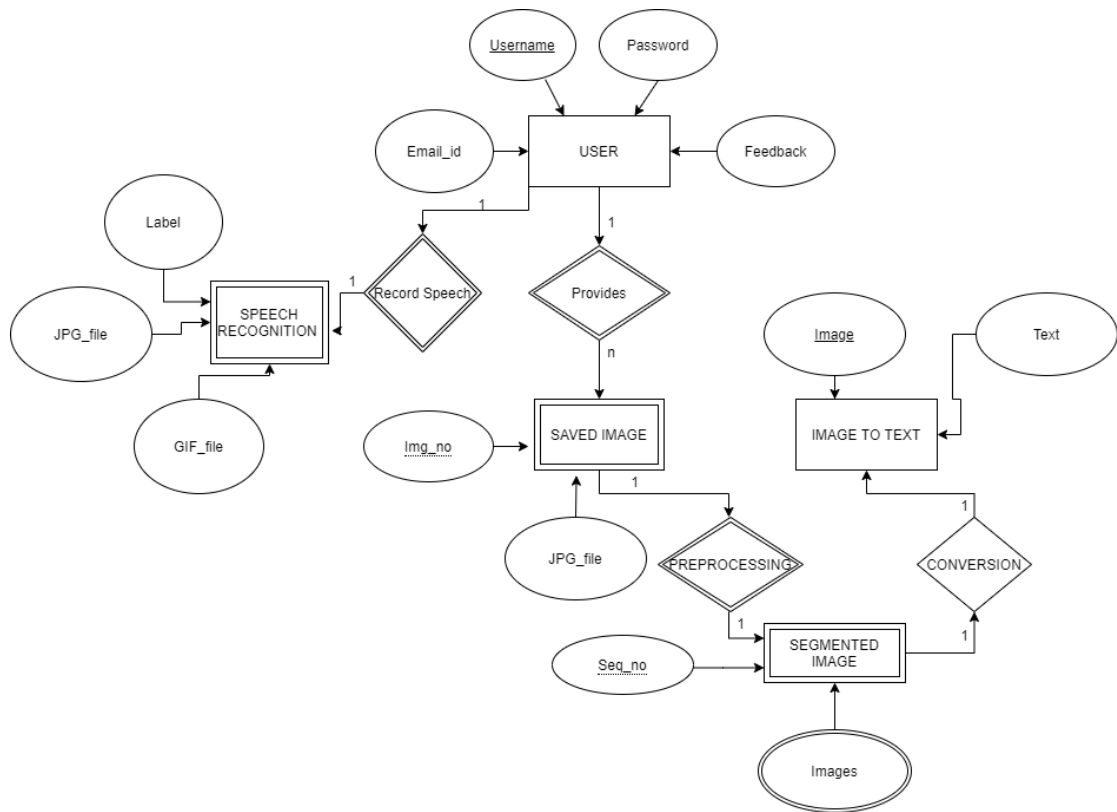 Username
Password
Email_id
USER
Feedback
1
1
Label
1
Record Speech
Provides
SPEECH
RECOGNITION
JPG_file
Image
Text
n
GIF_file
Img_no
SAVED IMAGE
IMAGE TO TEXT
1
1
JPG_file
PREPROCESSING
CONVERSION
1
1
Seq_no
SEGMENTED
IMAGE
Images